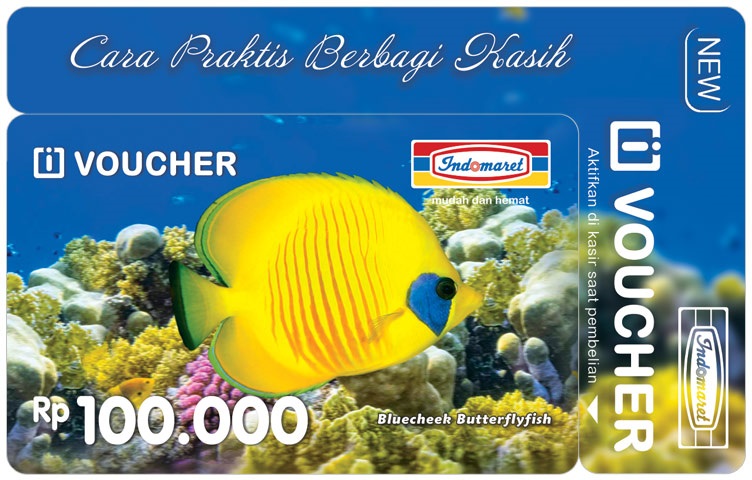 Cara Praktis Berbagi Kasih
NEW
[i] VOUCHER
Indomaret
mudah dan hemat
Rp 100.000
Bluecheek Butterflyfish
[i] VOUCHER
Aktifkan di kasir saat pembelian
Indomaret